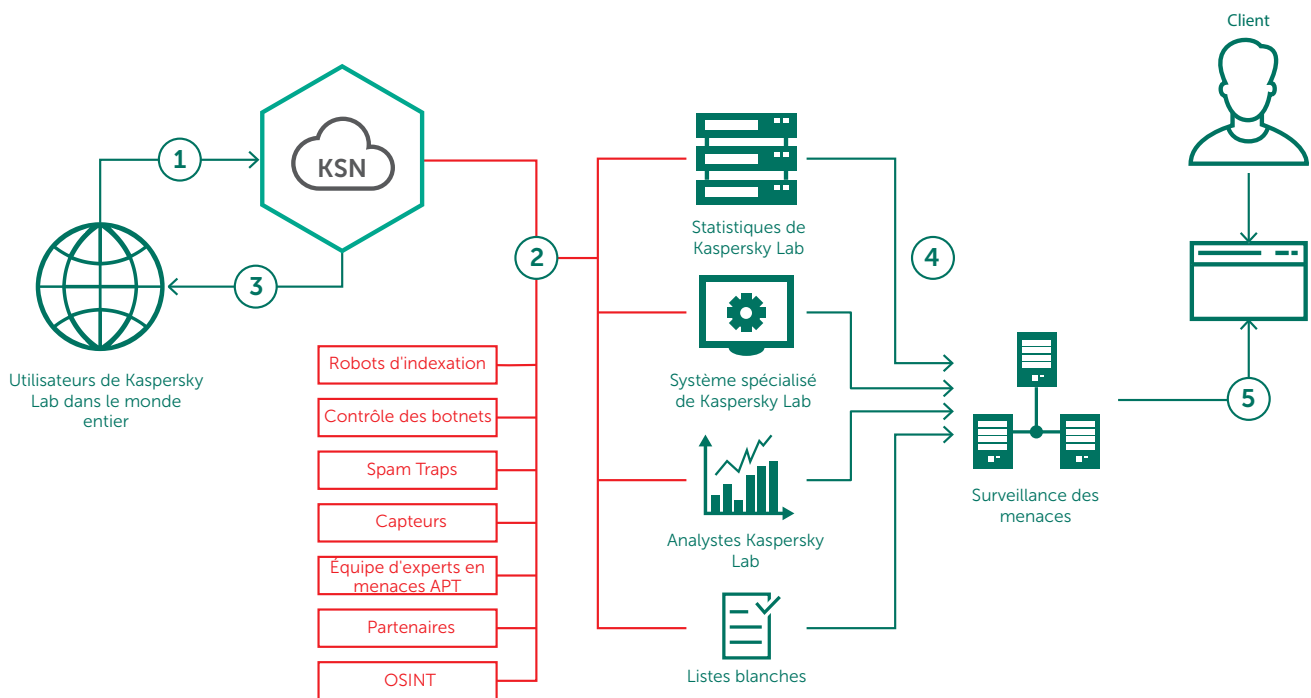 Client
KSN
1
2
3
4
5
Utilisateurs de Kaspersky
Lab dans le monde
entier
Robots d'indexation
Contrôle des botnets
Spam Traps
Capteurs
Équipe d'experts en
menaces APT
Partenaires
OSINT
Statistiques de
Kaspersky Lab
Système spécialisé
de Kaspersky Lab
Analystes Kaspersky
Lab
Listes blanches
Surveillance des
menaces